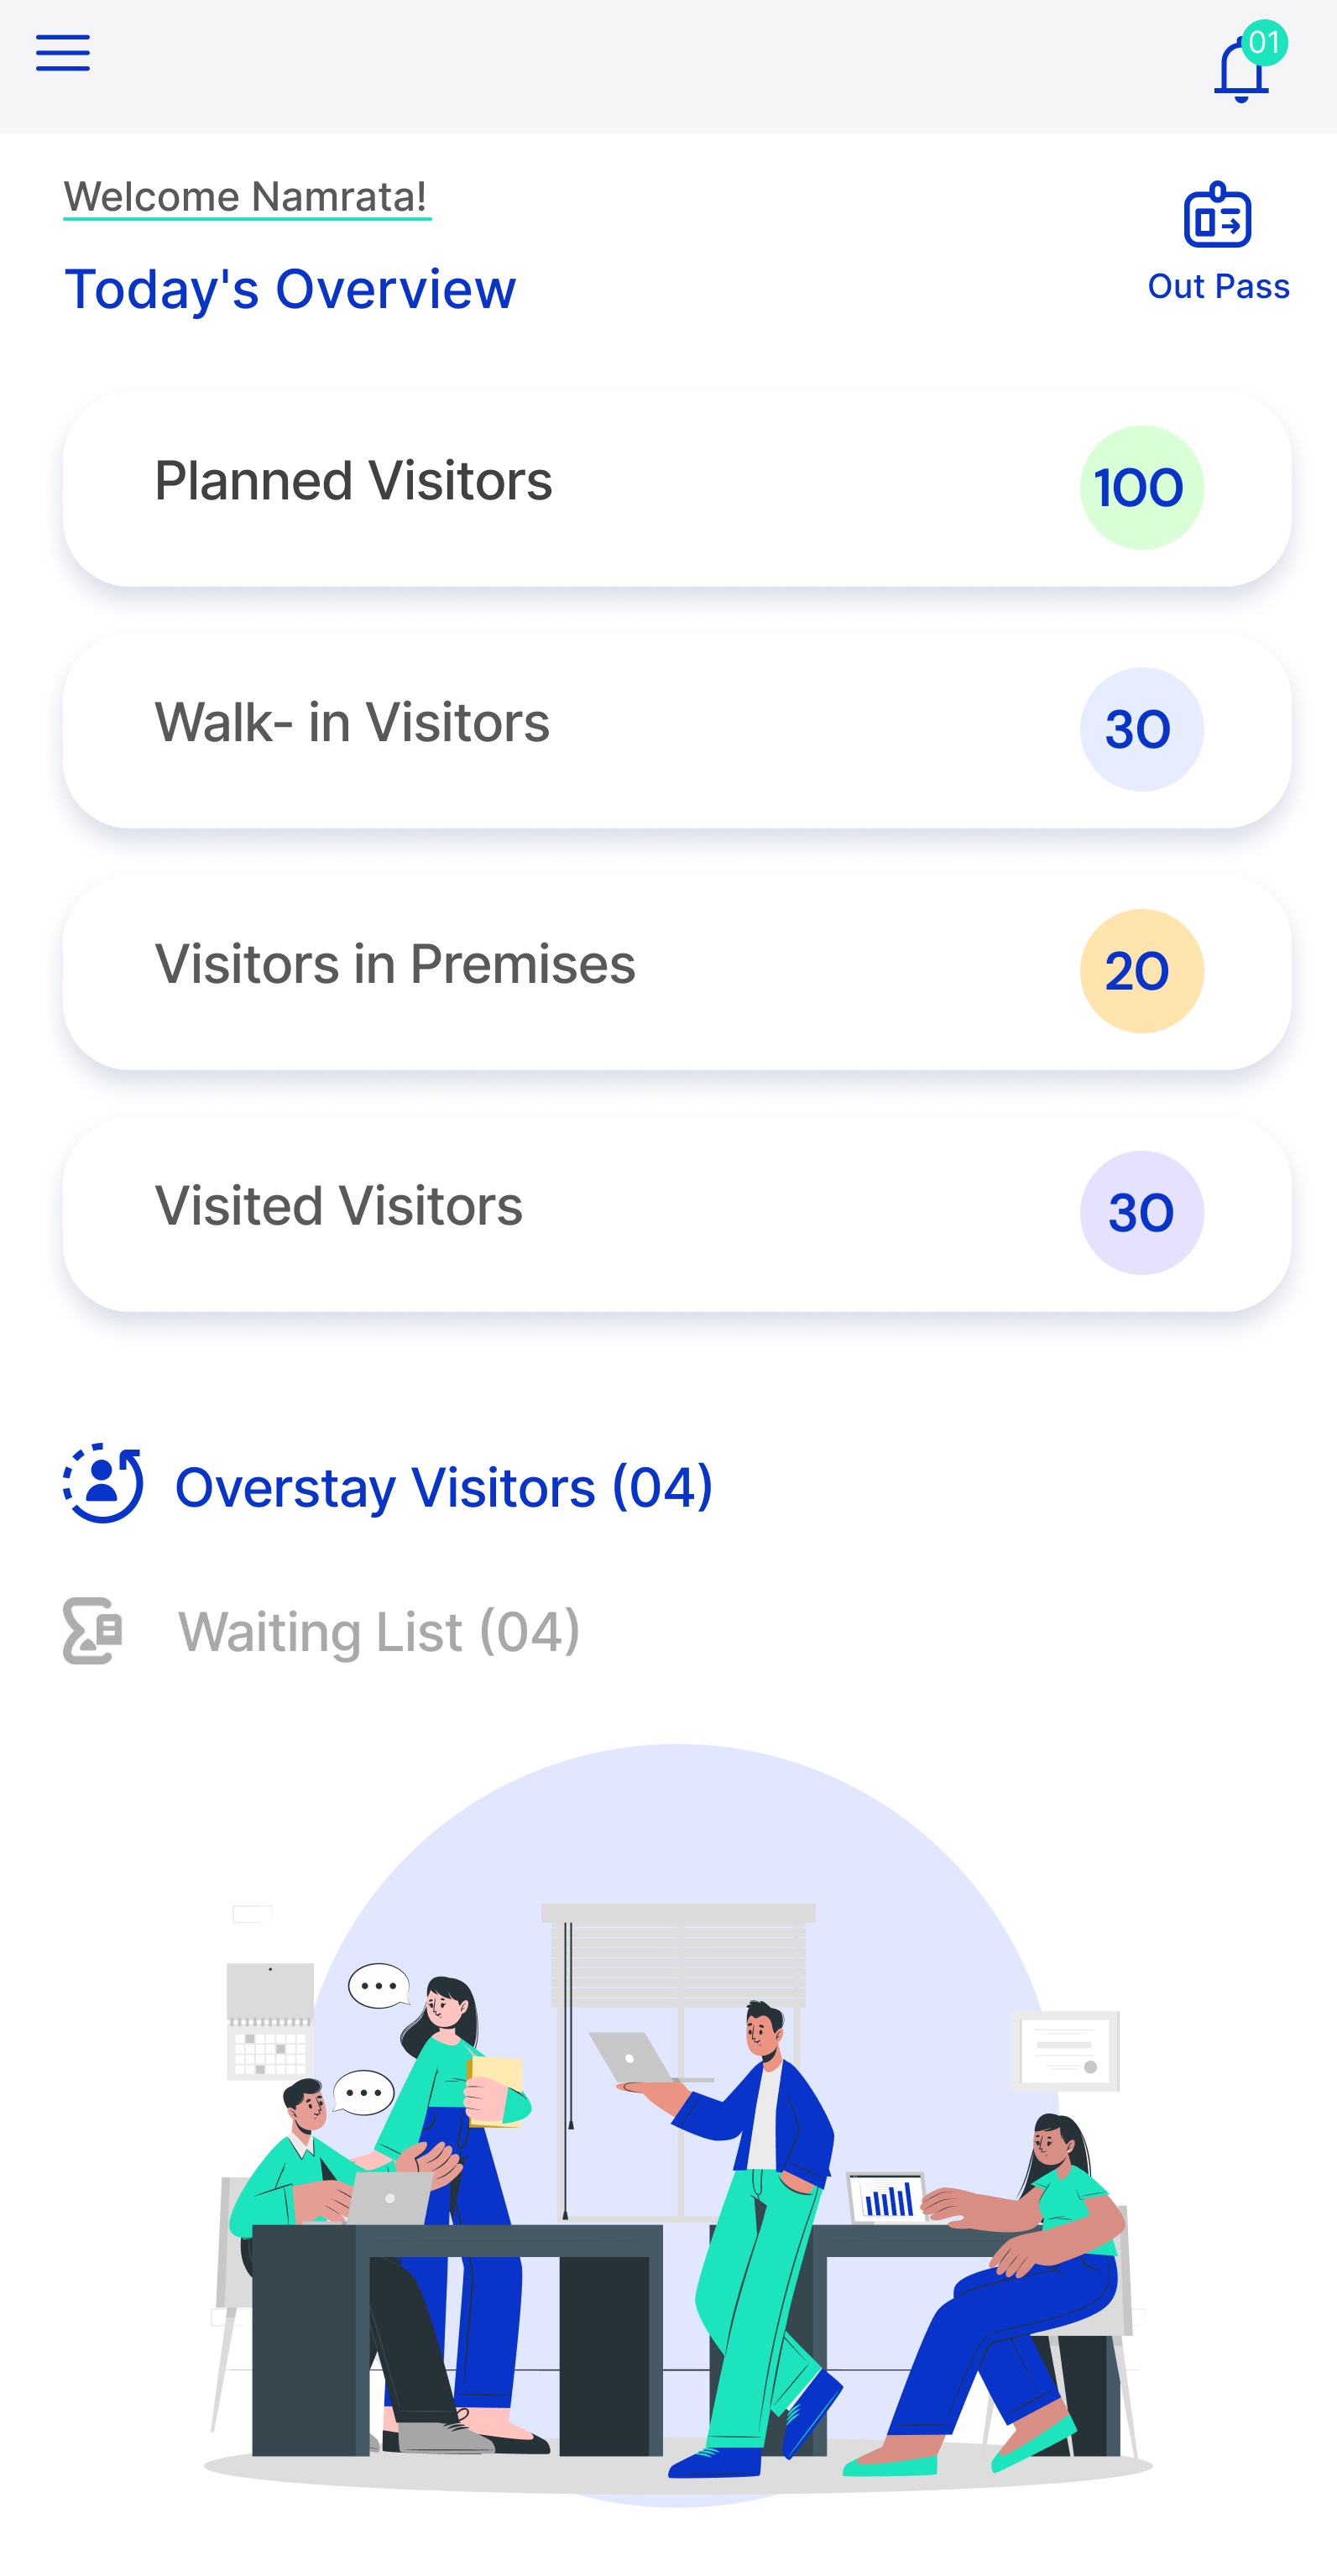 01
Welcome Namrata!
Today's Overview
Out Pass
Planned Visitors
100
Walk- in Visitors
30
Visitors in Premises
20
Visited Visitors
30
Overstay Visitors (04)
Waiting List (04)